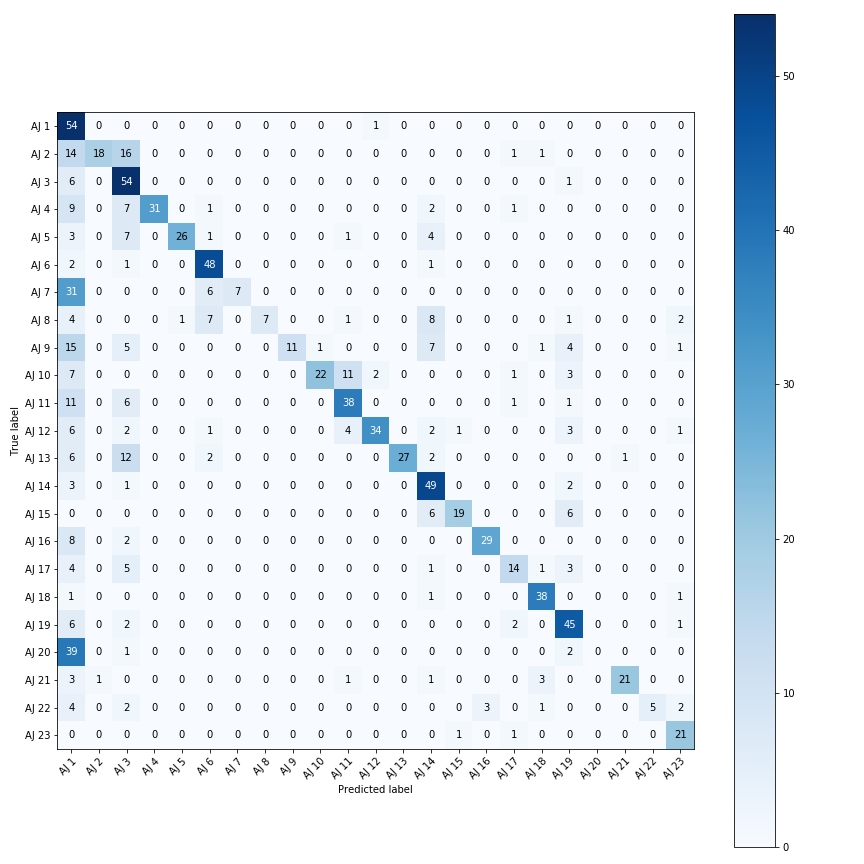 AJ 1 54 0 0 0 0 0 0 0 0 0 0 1 0 0 0 0 0 0 0 0 0 0 0
AJ 2 14 18 16 0 0 0 0 0 0 0 0 0 0 0 0 0 1 1 0 0 0 0 0
AJ 3 6 0 54 0 0 0 0 0 0 0 0 0 0 0 0 0 0 0 1 0 0 0 0
AJ 4 9 0 7 31 0 1 0 0 0 0 0 0 0 2 0 0 1 0 0 0 0 0 0
AJ 5 3 0 7 0 26 1 0 0 0 0 1 0 0 4 0 0 0 0 0 0 0 0 0
AJ 6 2 0 1 0 0 48 0 0 0 0 0 0 0 1 0 0 0 0 0 0 0 0 0
AJ 7 31 0 0 0 0 6 7 0 0 0 0 0 0 0 0 0 0 0 0 0 0 0 0
AJ 8 4 0 0 0 1 7 0 7 0 0 1 0 0 8 0 0 0 0 1 0 0 0 2
AJ 9 15 0 5 0 0 0 0 0 11 1 0 0 0 7 0 0 0 1 4 0 0 0 1
AJ 10 7 0 0 0 0 0 0 0 0 22 11 2 0 0 0 0 1 0 3 0 0 0 0
AJ 11 11 0 6 0 0 0 0 0 0 0 38 0 0 0 0 0 1 0 1 0 0 0 0
AJ 12 6 0 2 0 0 1 0 0 0 0 4 34 0 2 1 0 0 0 3 0 0 0 1
AJ 13 6 0 12 0 0 2 0 0 0 0 0 0 27 2 0 0 0 0 0 0 1 0 0
AJ 14 3 0 1 0 0 0 0 0 0 0 0 0 0 49 0 0 0 0 2 0 0 0 0
AJ 15 0 0 0 0 0 0 0 0 0 0 0 0 0 6 19 0 0 0 6 0 0 0 0
AJ 16 8 0 2 0 0 0 0 0 0 0 0 0 0 0 0 29 0 0 0 0 0 0 0
AJ 17 4 0 5 0 0 0 0 0 0 0 0 0 0 1 0 0 14 1 3 0 0 0 0
AJ 18 1 0 0 0 0 0 0 0 0 0 0 0 0 1 0 0 0 38 0 0 0 0 1
AJ 19 6 0 2 0 0 0 0 0 0 0 0 0 0 0 0 0 2 0 45 0 0 0 1
AJ 20 39 0 1 0 0 0 0 0 0 0 0 0 0 0 0 0 0 0 2 0 0 0 0
AJ 21 3 1 0 0 0 0 0 0 0 0 1 0 0 1 0 0 0 3 0 0 21 0 0
AJ 22 4 0 2 0 0 0 0 0 0 0 0 0 0 0 0 3 0 1 0 0 0 5 2
AJ 23 0 0 0 0 0 0 0 0 0 0 0 0 0 0 1 0 1 0 0 0 0 0 21
AJ 1 AJ 2 AJ 3 AJ 4 AJ 5 AJ 6 AJ 7 AJ 8 AJ 9 AJ 10 AJ 11 AJ 12 AJ 13 AJ 14 AJ 15 AJ 16 AJ 17 AJ 18 AJ 19 AJ 20 AJ 21 AJ 22 AJ 23
True label
Predicted label
50
40
30
20
10
0